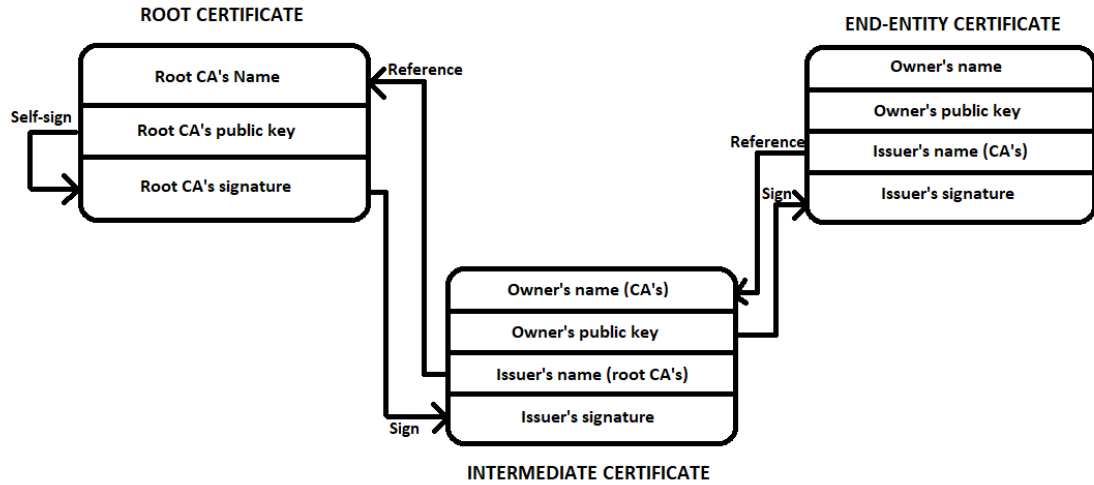 ROOT CERTIFICATE
Root CA's Name
Root CA's public key
Root CA's signature
Self-sign
Reference
Sign
END-ENTITY CERTIFICATE
Owner's name
Owner's public key
Issuer's name (CA's)
Issuer's signature
Reference
Sign
Owner's name (CA's)
Owner's public key
Issuer's name (root CA's)
Issuer's signature
INTERMEDIATE CERTIFICATE